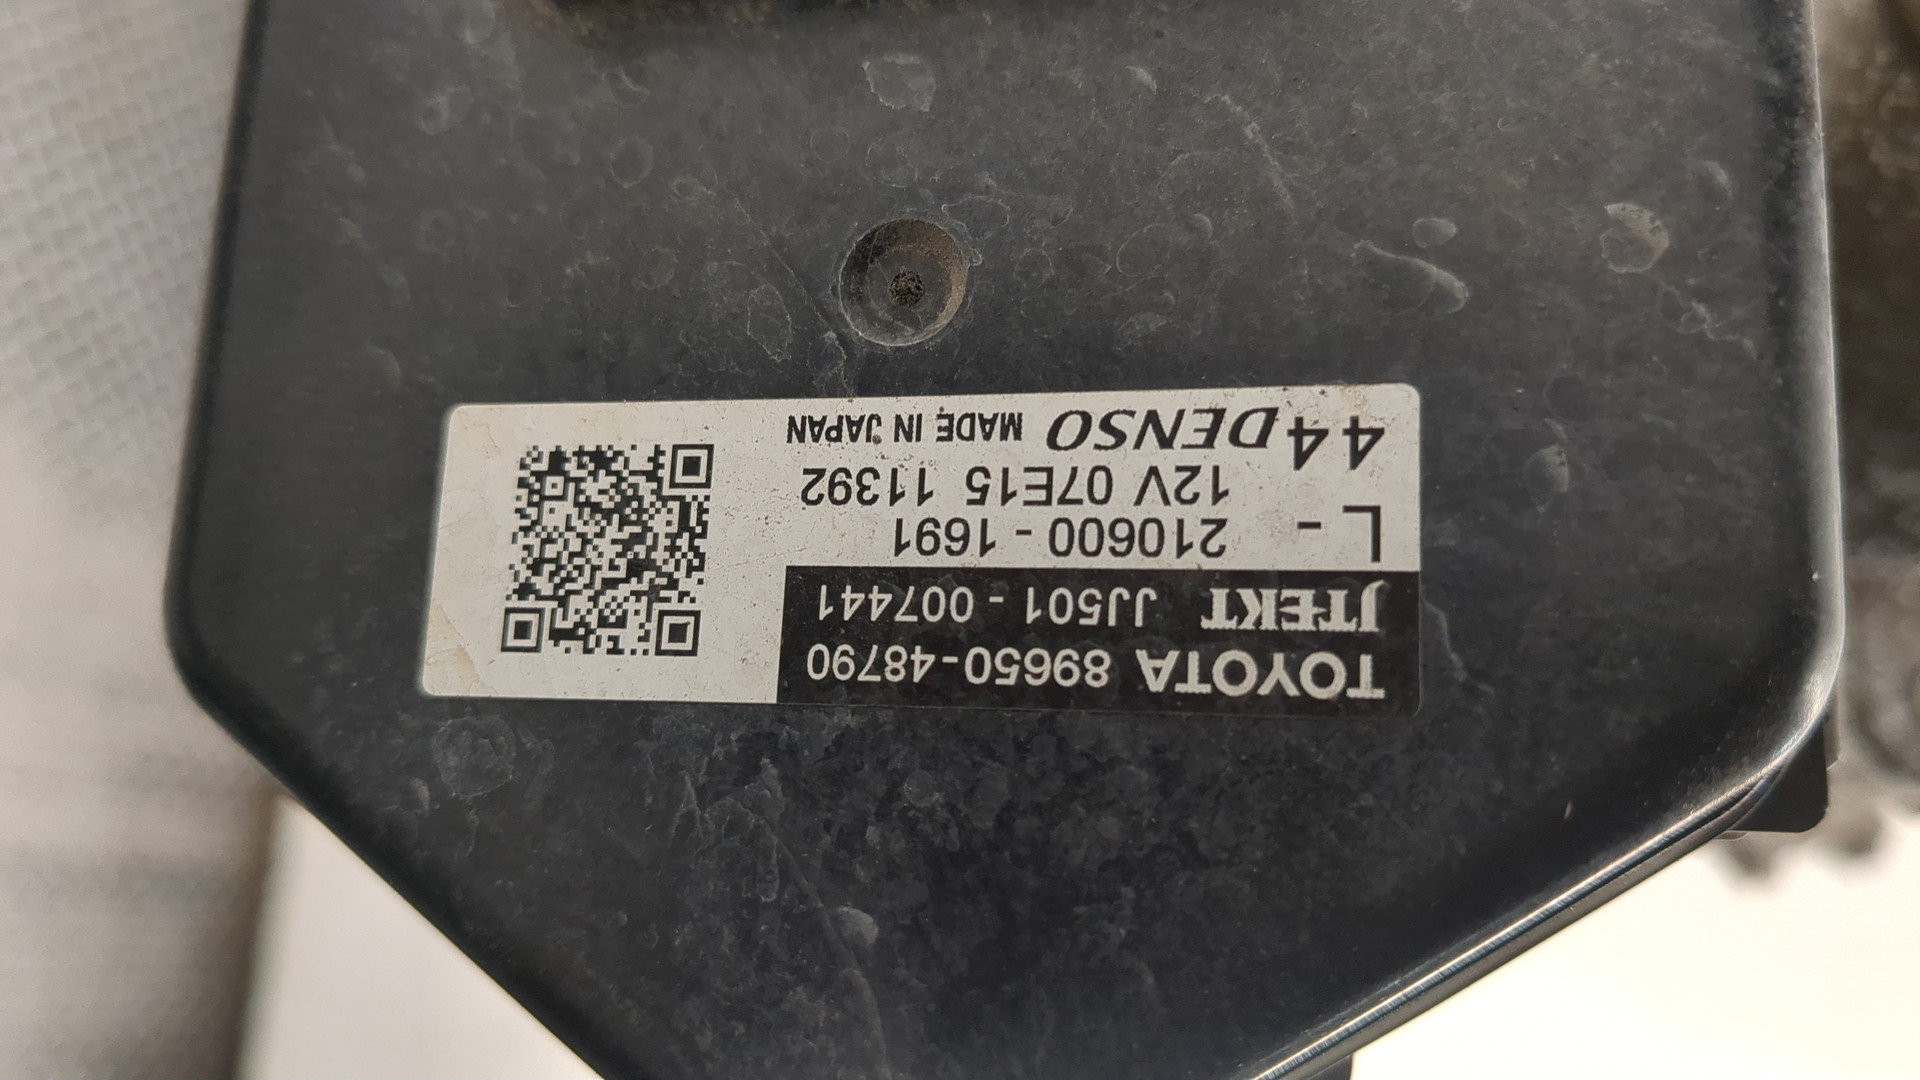 TOYOTA 89650-48790
JTEKT JJ501-007441
L- 210600-1691
12V 07E15 11392
44 DENSO MADE IN JAPAN